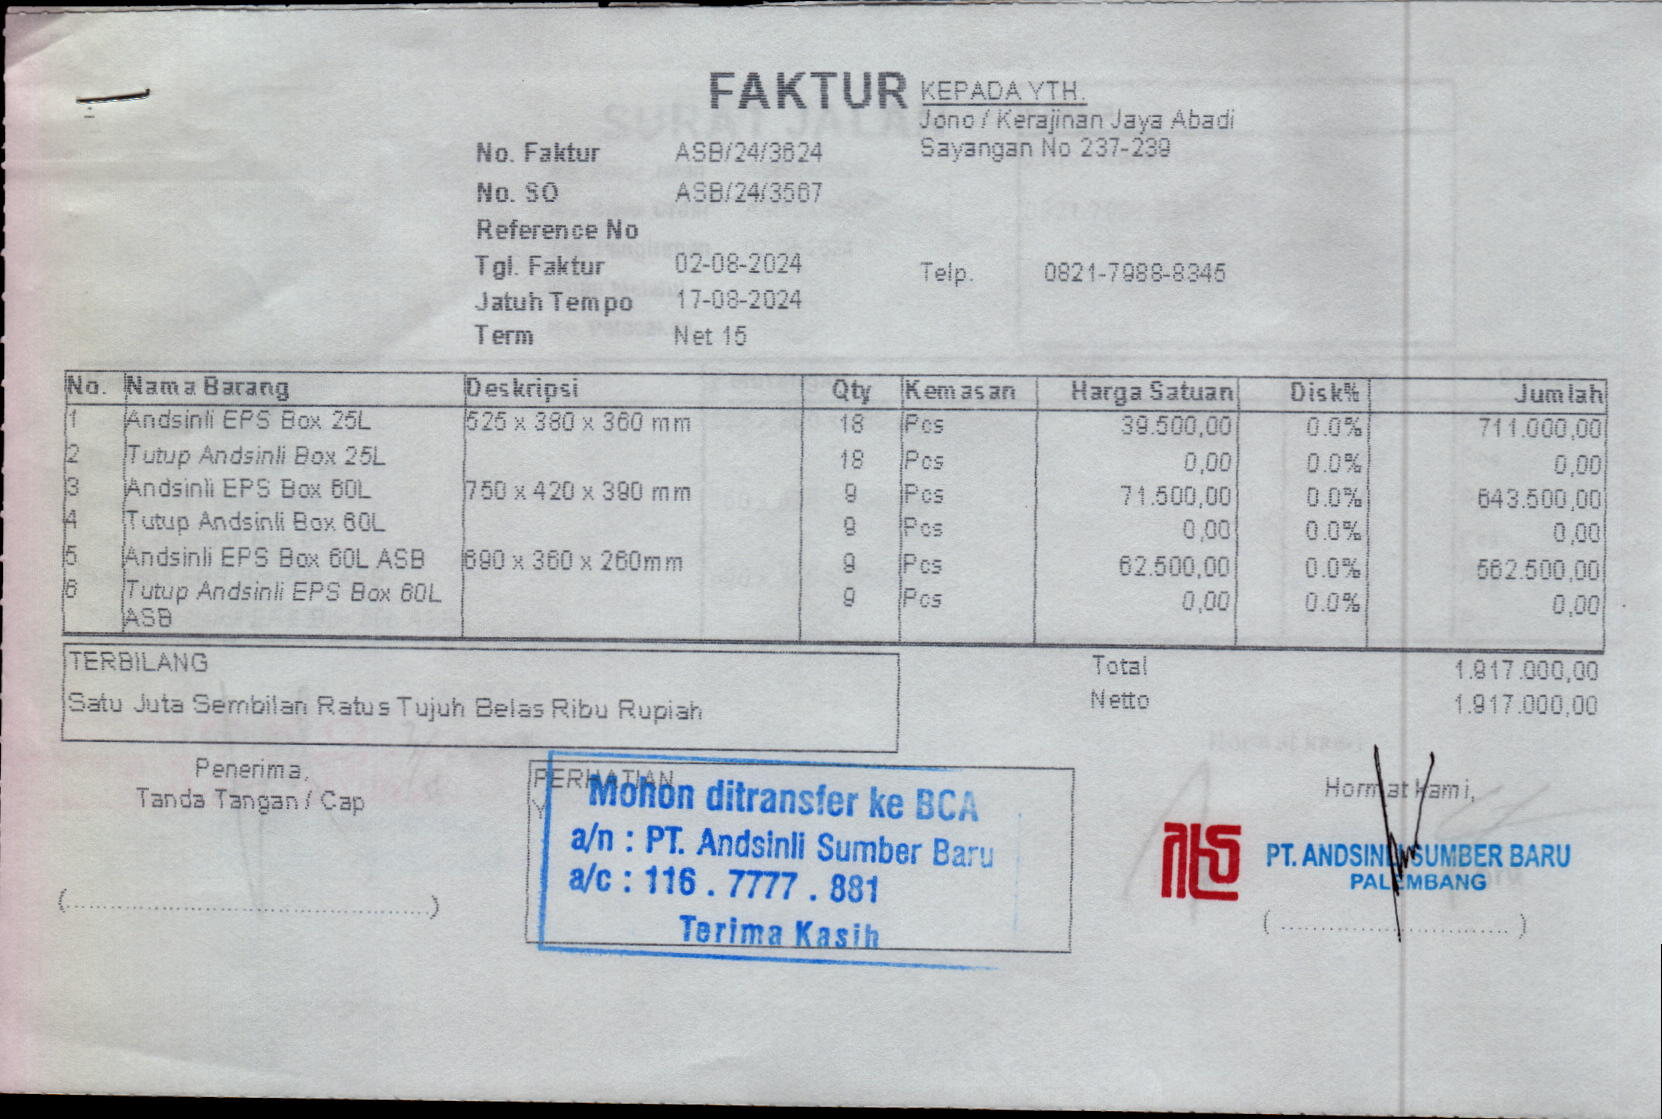 FAKTUR
KEPADA YTH.
Jono / Kerajinan Jaya Abadi
Sayangan No 237-239
No. Faktur ASB/24/3624
No. SO ASB/24/3567
Reference No
Tgl. Faktur 02-08-2024
Telp. 0821-7988-8345
Jatuh Tempo 17-08-2024
Term Net 15
No. Nama Barang Deskripsi Qty Kemasan Harga Satuan Disk% Jumlah
1 Andsinli EPS Box 25L 525 x 380 x 360 mm 18 Pcs 39.500,00 0.0% 711.000,00
2 Tutup Andsinli Box 25L 18 Pcs 0,00 0.0% 0,00
3 Andsinli EPS Box 60L 750 x 420 x 390 mm 9 Pcs 71.500,00 0.0% 643.500,00
4 Tutup Andsinli Box 60L 9 Pcs 0,00 0.0% 0,00
5 Andsinli EPS Box 60L ASB 690 x 360 x 260mm 9 Pcs 62.500,00 0.0% 562.500,00
6 Tutup Andsinli EPS Box 60L 9 Pcs 0,00 0.0% 0,00
ASB
TERBILANG
Satu Juta Sembilan Ratus Tujuh Belas Ribu Rupiah
Total 1.917.000,00
Netto 1.917.000,00
Penerima,
Tanda Tangan / Cap
(..............................................)
PERHATIAN
Mohon ditransfer ke BCA
a/n : PT. Andsinli Sumber Baru
a/c : 116 . 7777 . 881
Terima Kasih
Hormat kami,
PT. ANDSINLI SUMBER BARU
PALEMBANG
(..............................)